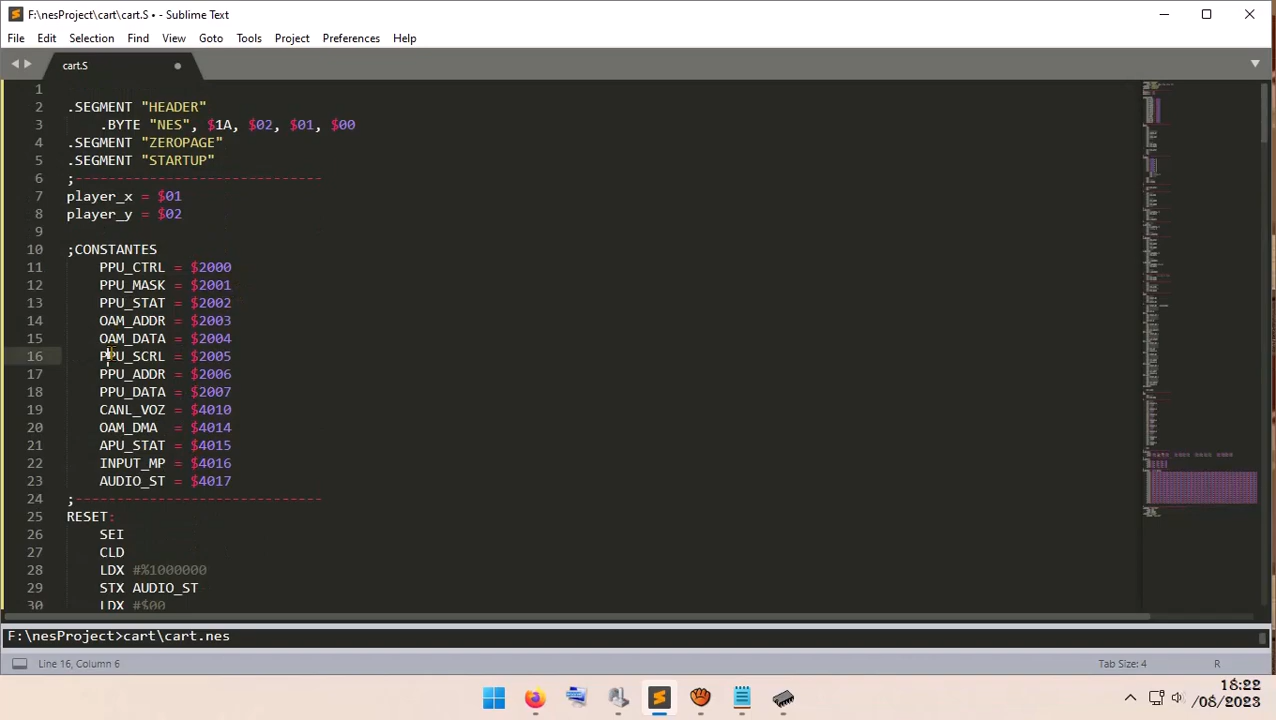 F:\nesProject\cart\cart.S • - Sublime Text
File Edit Selection Find View Goto Tools Project Preferences Help
cart.S
1
2 .SEGMENT "HEADER"
3 .BYTE "NES", $1A, $02, $01, $00
4 .SEGMENT "ZEROPAGE"
5 .SEGMENT "STARTUP"
6 ;------------------------------
7 player_x = $01
8 player_y = $02
9
10 ;CONSTANTES
11 PPU_CTRL = $2000
12 PPU_MASK = $2001
13 PPU_STAT = $2002
14 OAM_ADDR = $2003
15 OAM_DATA = $2004
16 PPU_SCRL = $2005
17 PPU_ADDR = $2006
18 PPU_DATA = $2007
19 CANL_VOZ = $4010
20 OAM_DMA = $4014
21 APU_STAT = $4015
22 INPUT_MP = $4016
23 AUDIO_ST = $4017
24 ;------------------------------
25 RESET:
26 SEI
27 CLD
28 LDX #%1000000
29 STX AUDIO_ST
30 LDX #$00
F:\nesProject>cart\cart.nes
Line 16, Column 6 Tab Size: 4 R
18:22
/08/2023